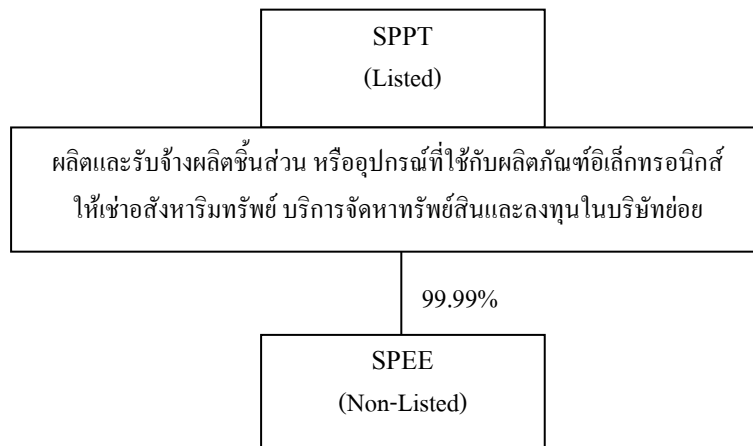 SPPT
(Listed)
ผลิตและรับจ้างผลิตชิ้นส่วน หรืออุปกรณ์ที่ใช้กับผลิตภัณฑ์อิเล็กทรอนิกส์
ให้เช่าอสังหาริมทรัพย์ บริการจัดหาทรัพย์สินและลงทุนในบริษัทย่อย
99.99%
SPEE
(Non-Listed)